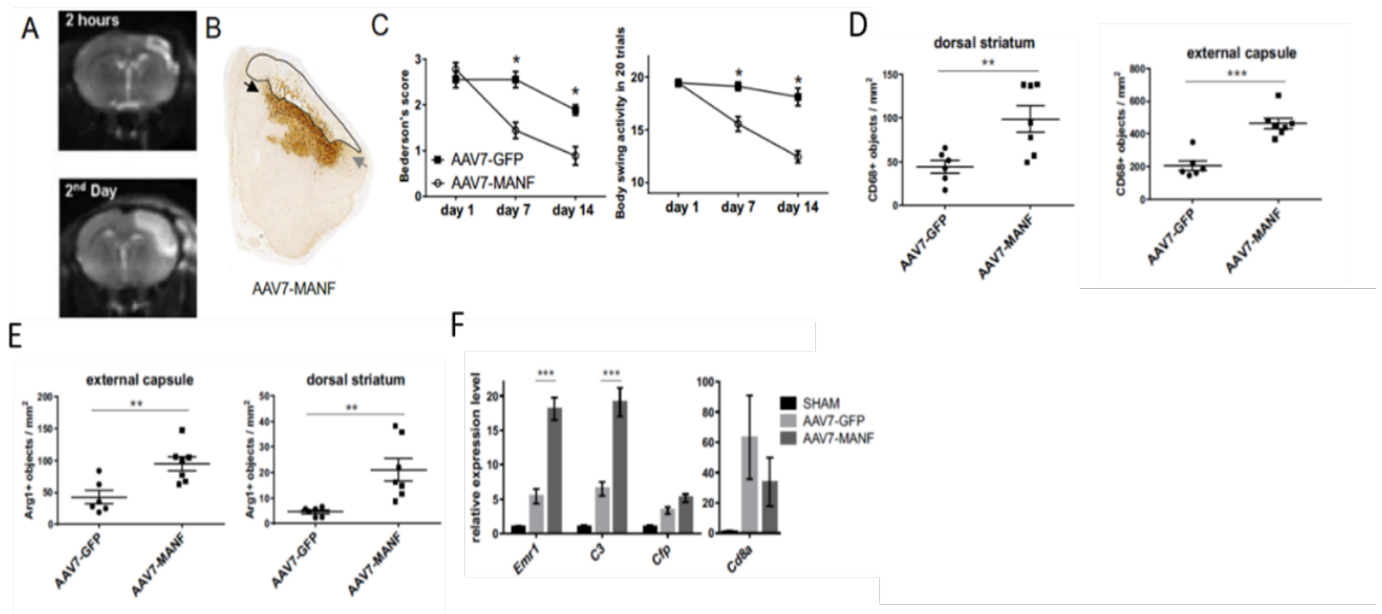 A
2 hours
2nd Day
B
AAV7-MANF
C
Bederson's score
3
2
1
0
AAV7-GFP
AAV7-MANF
day 1 day 7 day 14
* *
Body swing activity in 20 trials
20
15
10
day 1 day 7 day 14
* *
D
dorsal striatum
**
CD68+ objects / mm2
150
100
50
0
AAV7-GFP
AAV7-MANF
external capsule
***
CD68+ objects / mm2
800
600
400
200
0
AAV7-GFP
AAV7-MANF
E
external capsule
**
Arg1+ objects / mm2
200
150
100
50
0
AAV7-GFP
AAV7-MANF
dorsal striatum
**
Arg1+ objects / mm2
50
40
30
20
10
0
AAV7-GFP
AAV7-MANF
F
relative expression level
20
15
10
5
0
*** ***
Emr1 C3 Cfp
100
80
60
40
20
0
Cd8a
SHAM
AAV7-GFP
AAV7-MANF